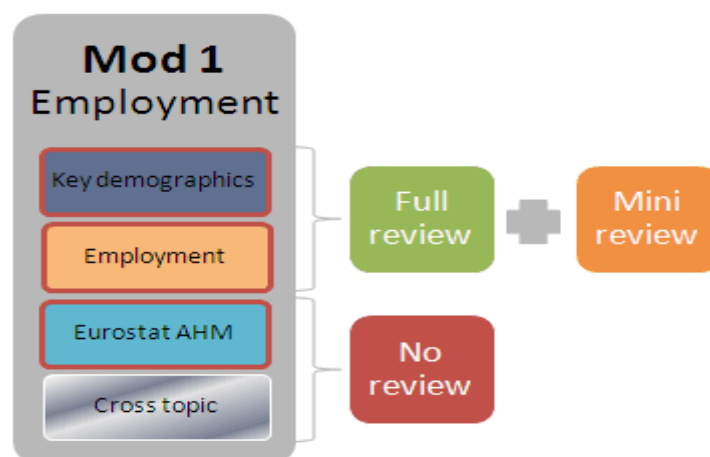 Mod 1
Employment
Key demographics
Employment
Eurostat AHM
Cross topic
Full
review
Mini
review
No
review